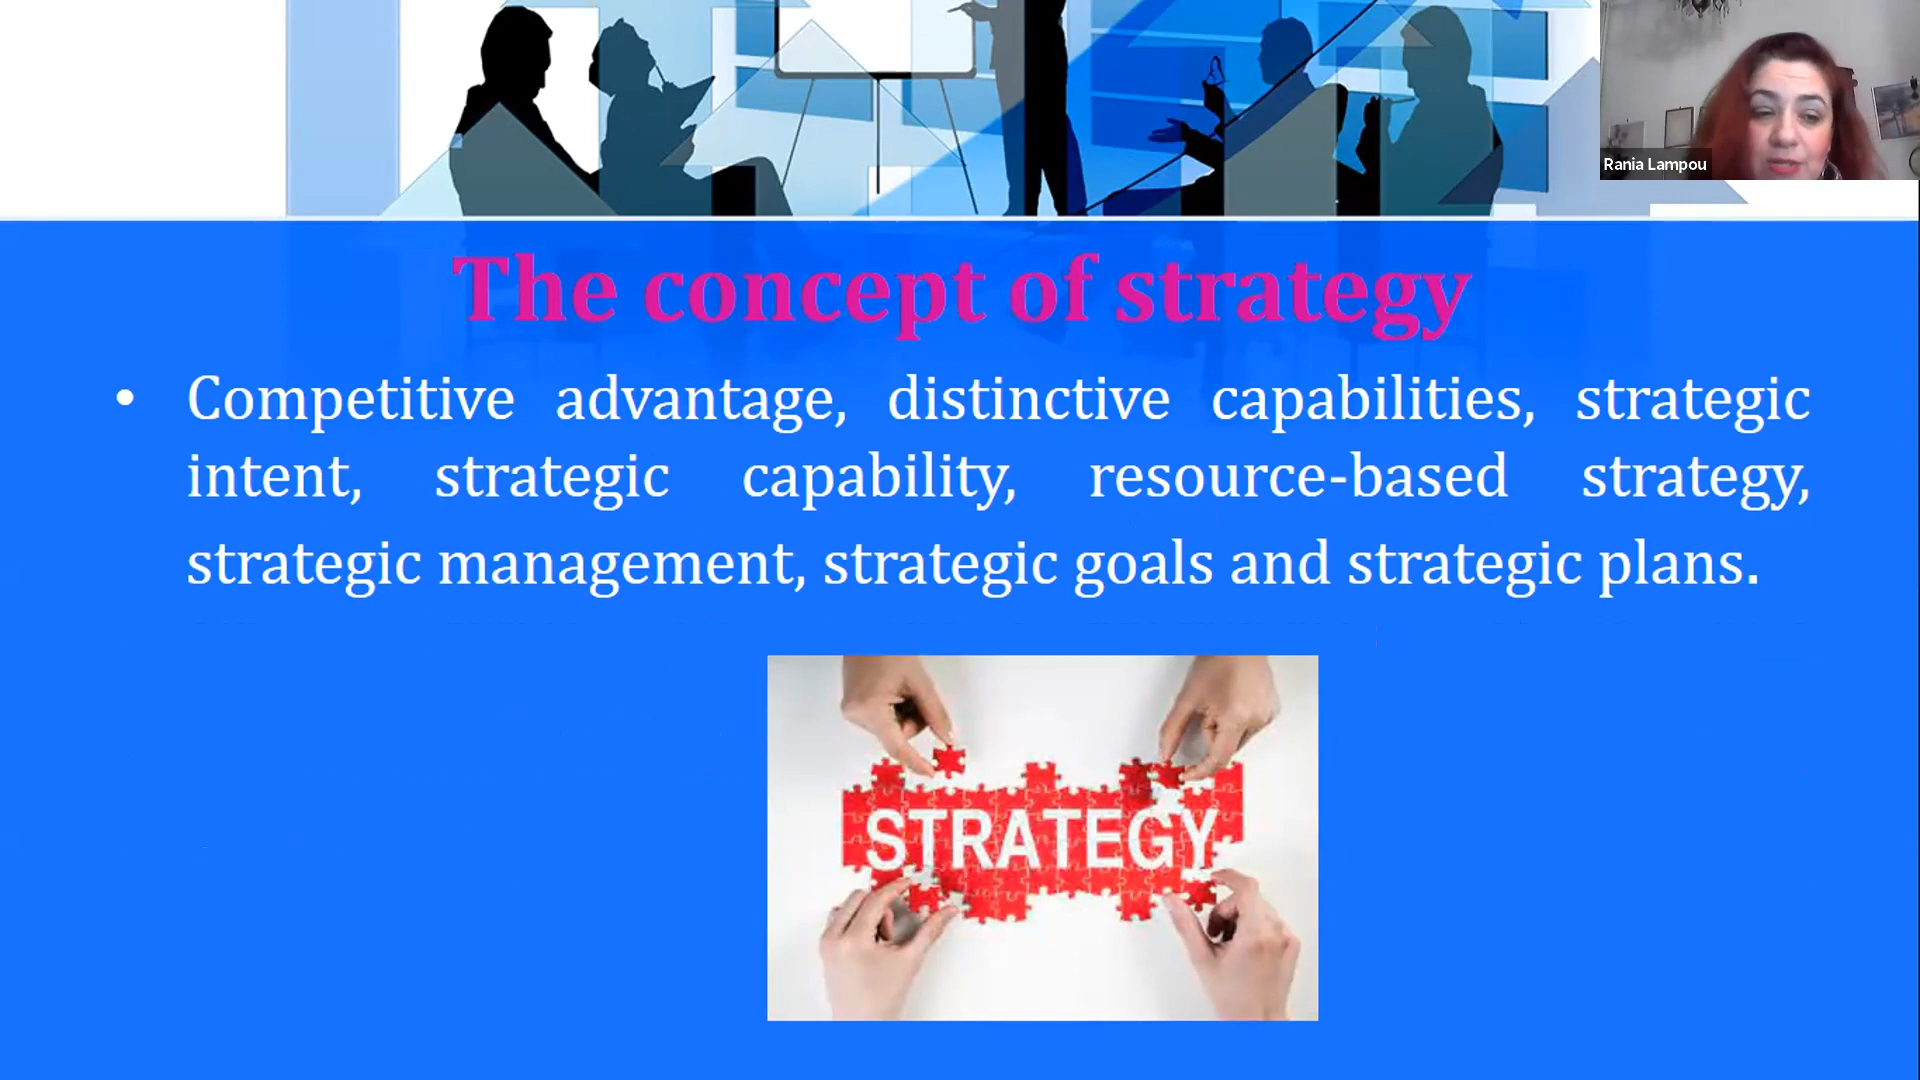 Rania Lampou
The concept of strategy
• Competitive advantage, distinctive capabilities, strategic
intent, strategic capability, resource-based strategy,
strategic management, strategic goals and strategic plans.
STRATEGY